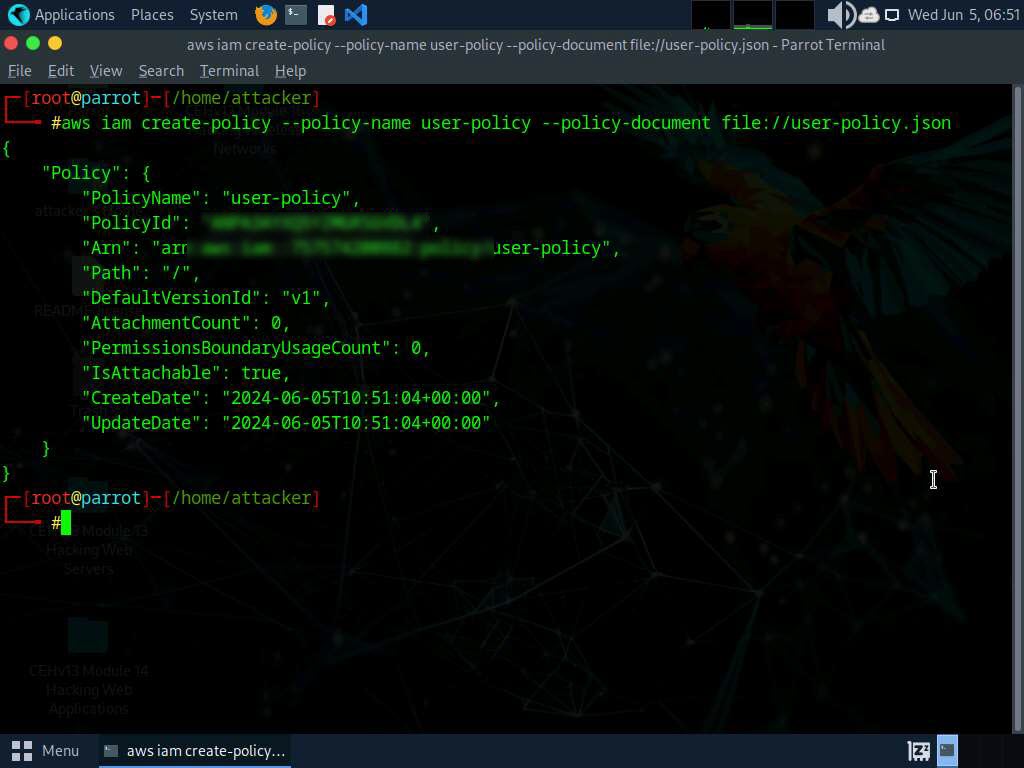 Applications Places System Wed Jun 5, 06:51
aws iam create-policy --policy-name user-policy --policy-document file://user-policy.json - Parrot Terminal
File Edit View Search Terminal Help
┌─[root@parrot]─[/home/attacker]
└──╼ #aws iam create-policy --policy-name user-policy --policy-document file://user-policy.json
{
"Policy": {
"PolicyName": "user-policy",
"PolicyId":
"Arn": "arn user-policy",
"Path": "/",
"DefaultVersionId": "v1",
"AttachmentCount": 0,
"PermissionsBoundaryUsageCount": 0,
"IsAttachable": true,
"CreateDate": "2024-06-05T10:51:04+00:00",
"UpdateDate": "2024-06-05T10:51:04+00:00"
}
}
┌─[root@parrot]─[/home/attacker]
└──╼ #
Networks
CEHv13 Module 13
Hacking Web
Servers
CEHv13 Module 14
Hacking Web
Applications
Menu aws iam create-policy...